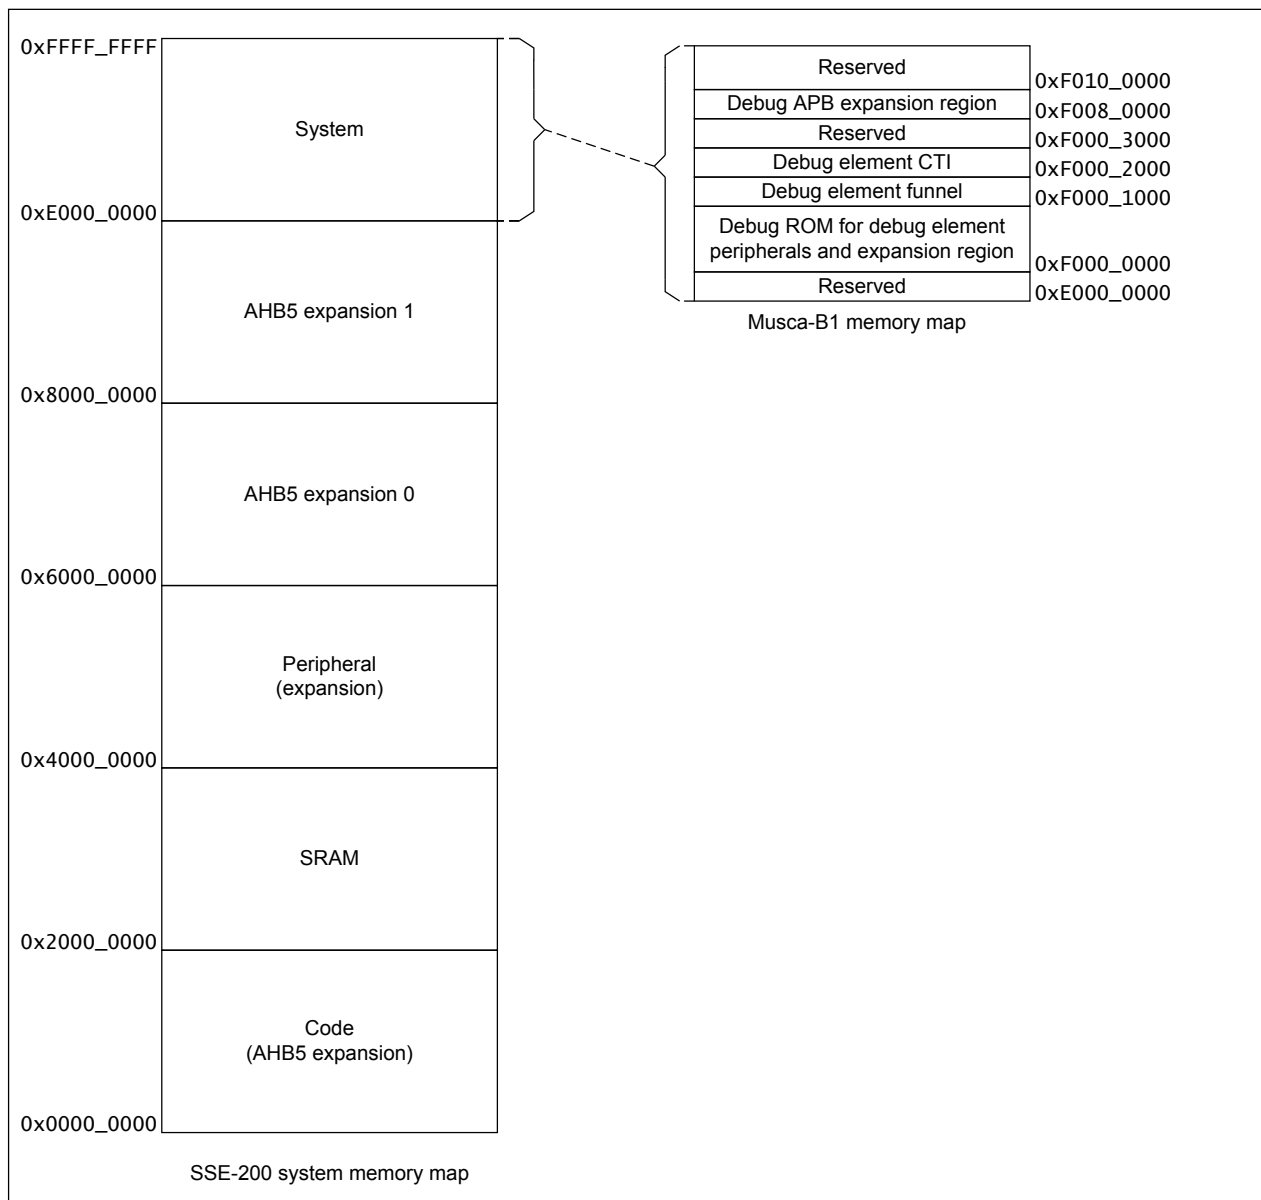 0xFFFF_FFFF
System
0xE000_0000
AHB5 expansion 1
0x8000_0000
AHB5 expansion 0
0x6000_0000
Peripheral
(expansion)
0x4000_0000
SRAM
0x2000_0000
Code
(AHB5 expansion)
0x0000_0000
SSE-200 system memory map
Reserved
0xF010_0000
Debug APB expansion region
0xF008_0000
Reserved
0xF000_3000
Debug element CTI
0xF000_2000
Debug element funnel
0xF000_1000
Debug ROM for debug element
peripherals and expansion region
0xF000_0000
Reserved
0xE000_0000
Musca-B1 memory map